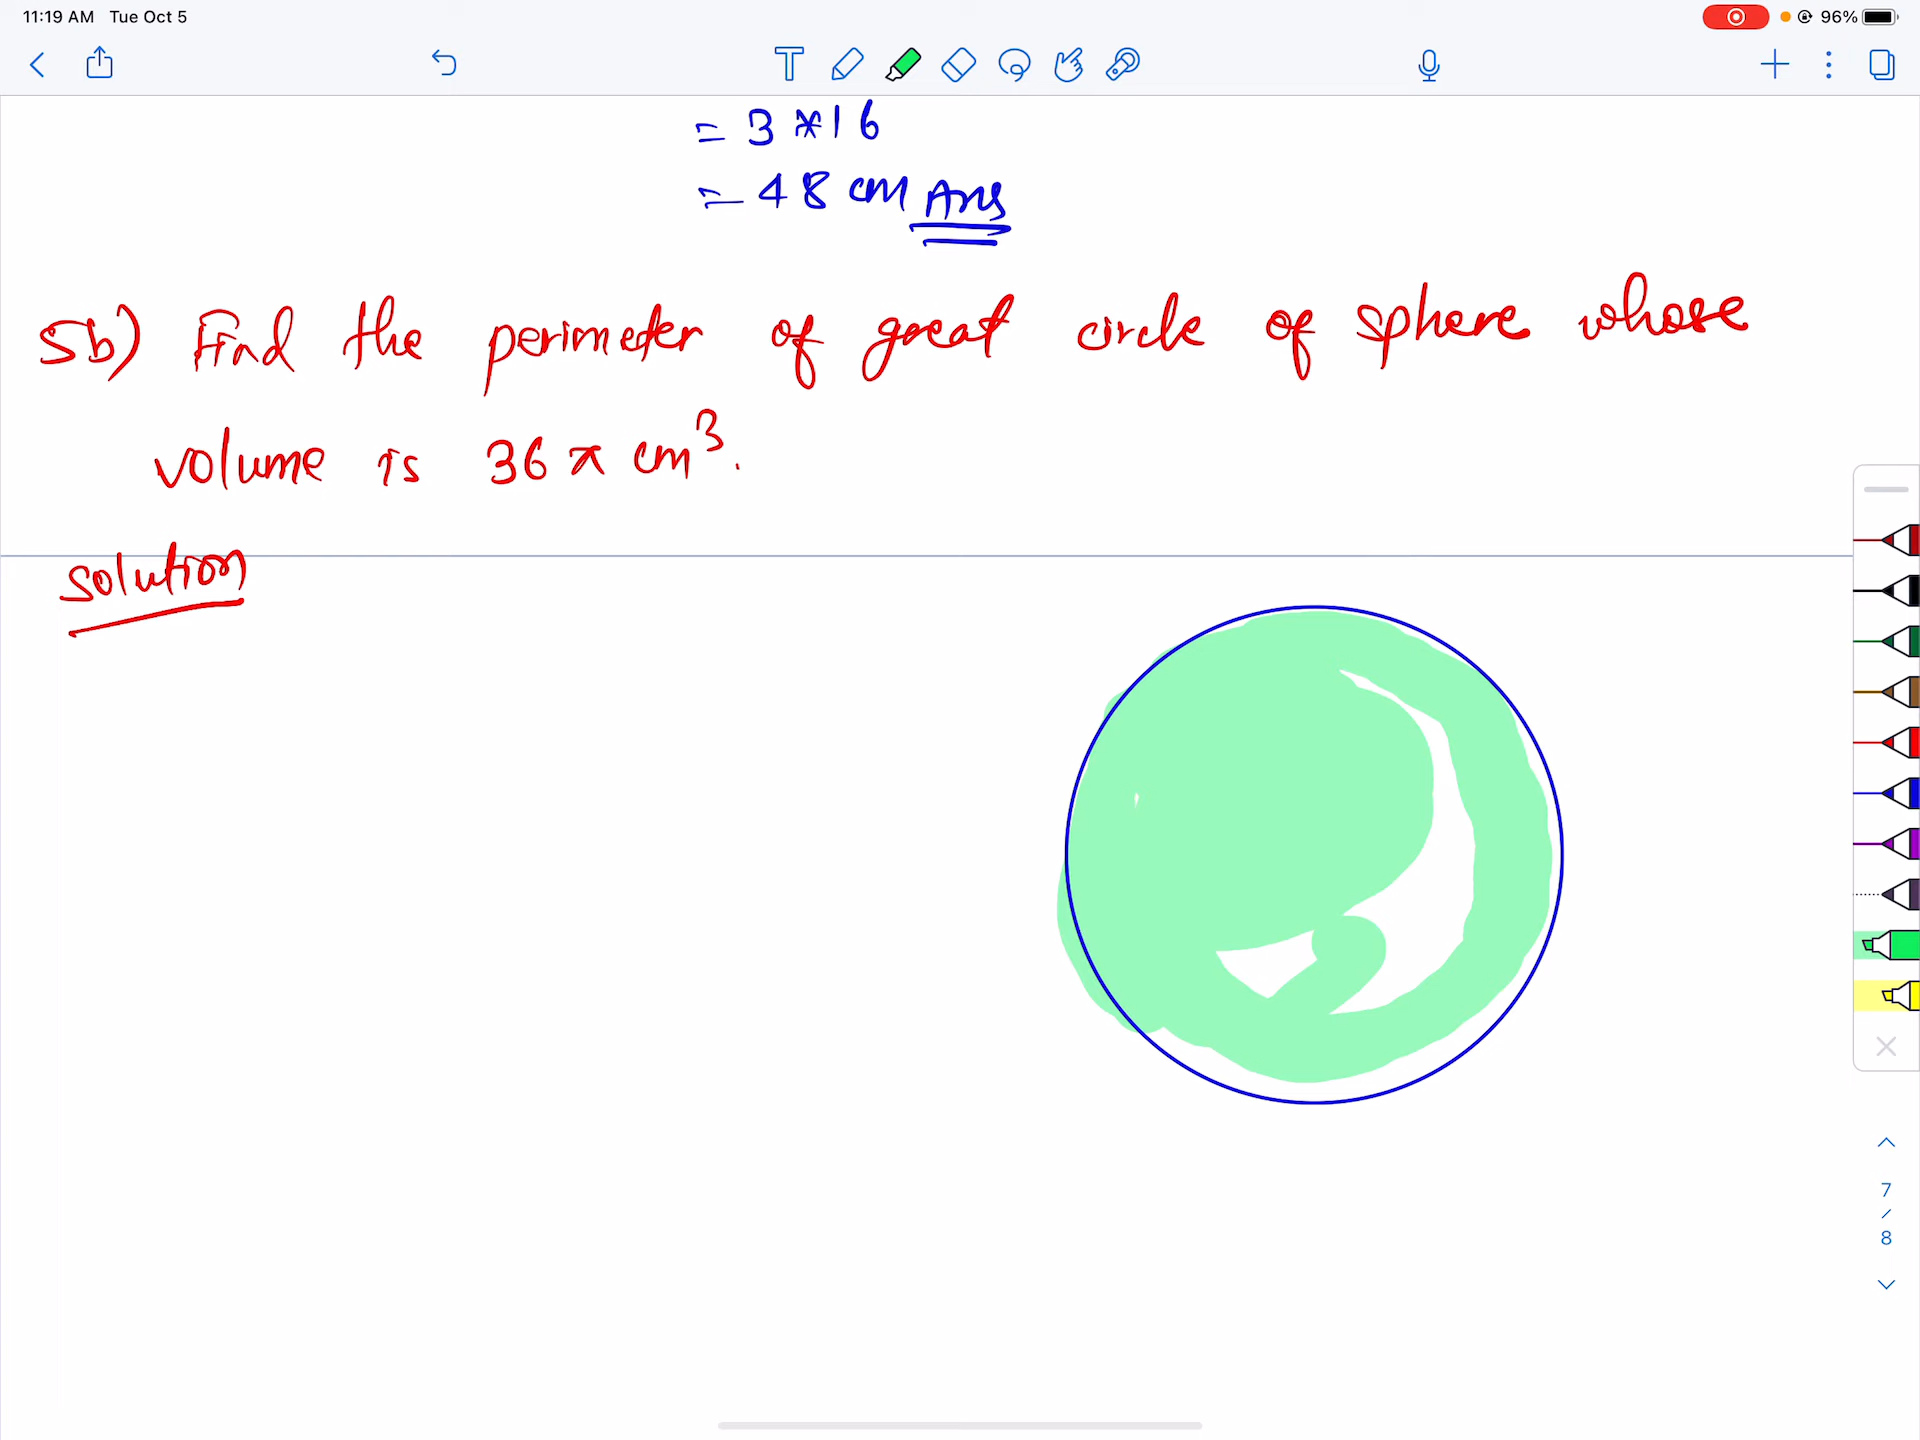 11:19 AM Tue Oct 5
96%
= 3 * 16
= 48 cm Ans
5b) Find the perimeter of great circle of sphere whose
volume is 36 π cm³.
solution
7
/
8